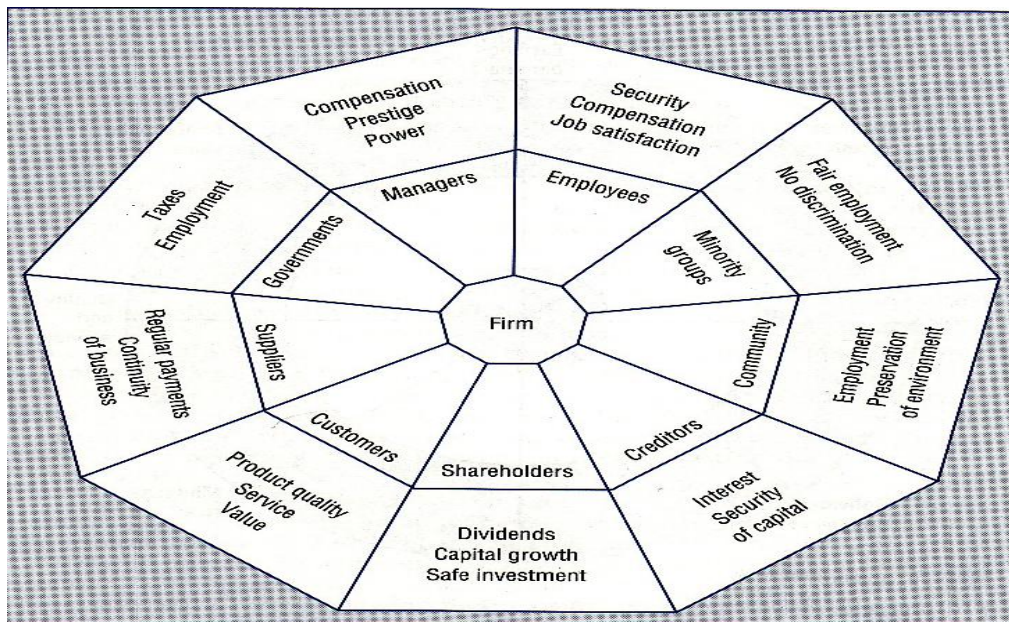 Compensation
Prestige
Power
Security
Compensation
Job satisfaction
Managers
Employees
Taxes
Employment
Governments
Fair employment
No discrimination
Minority
groups
Firm
Regular payments
Continuity
of business
Suppliers
Community
Employment
Preservation
of environment
Customers
Shareholders
Creditors
Product quality
Service
Value
Dividends
Capital growth
Safe investment
Interest
Security
of capital